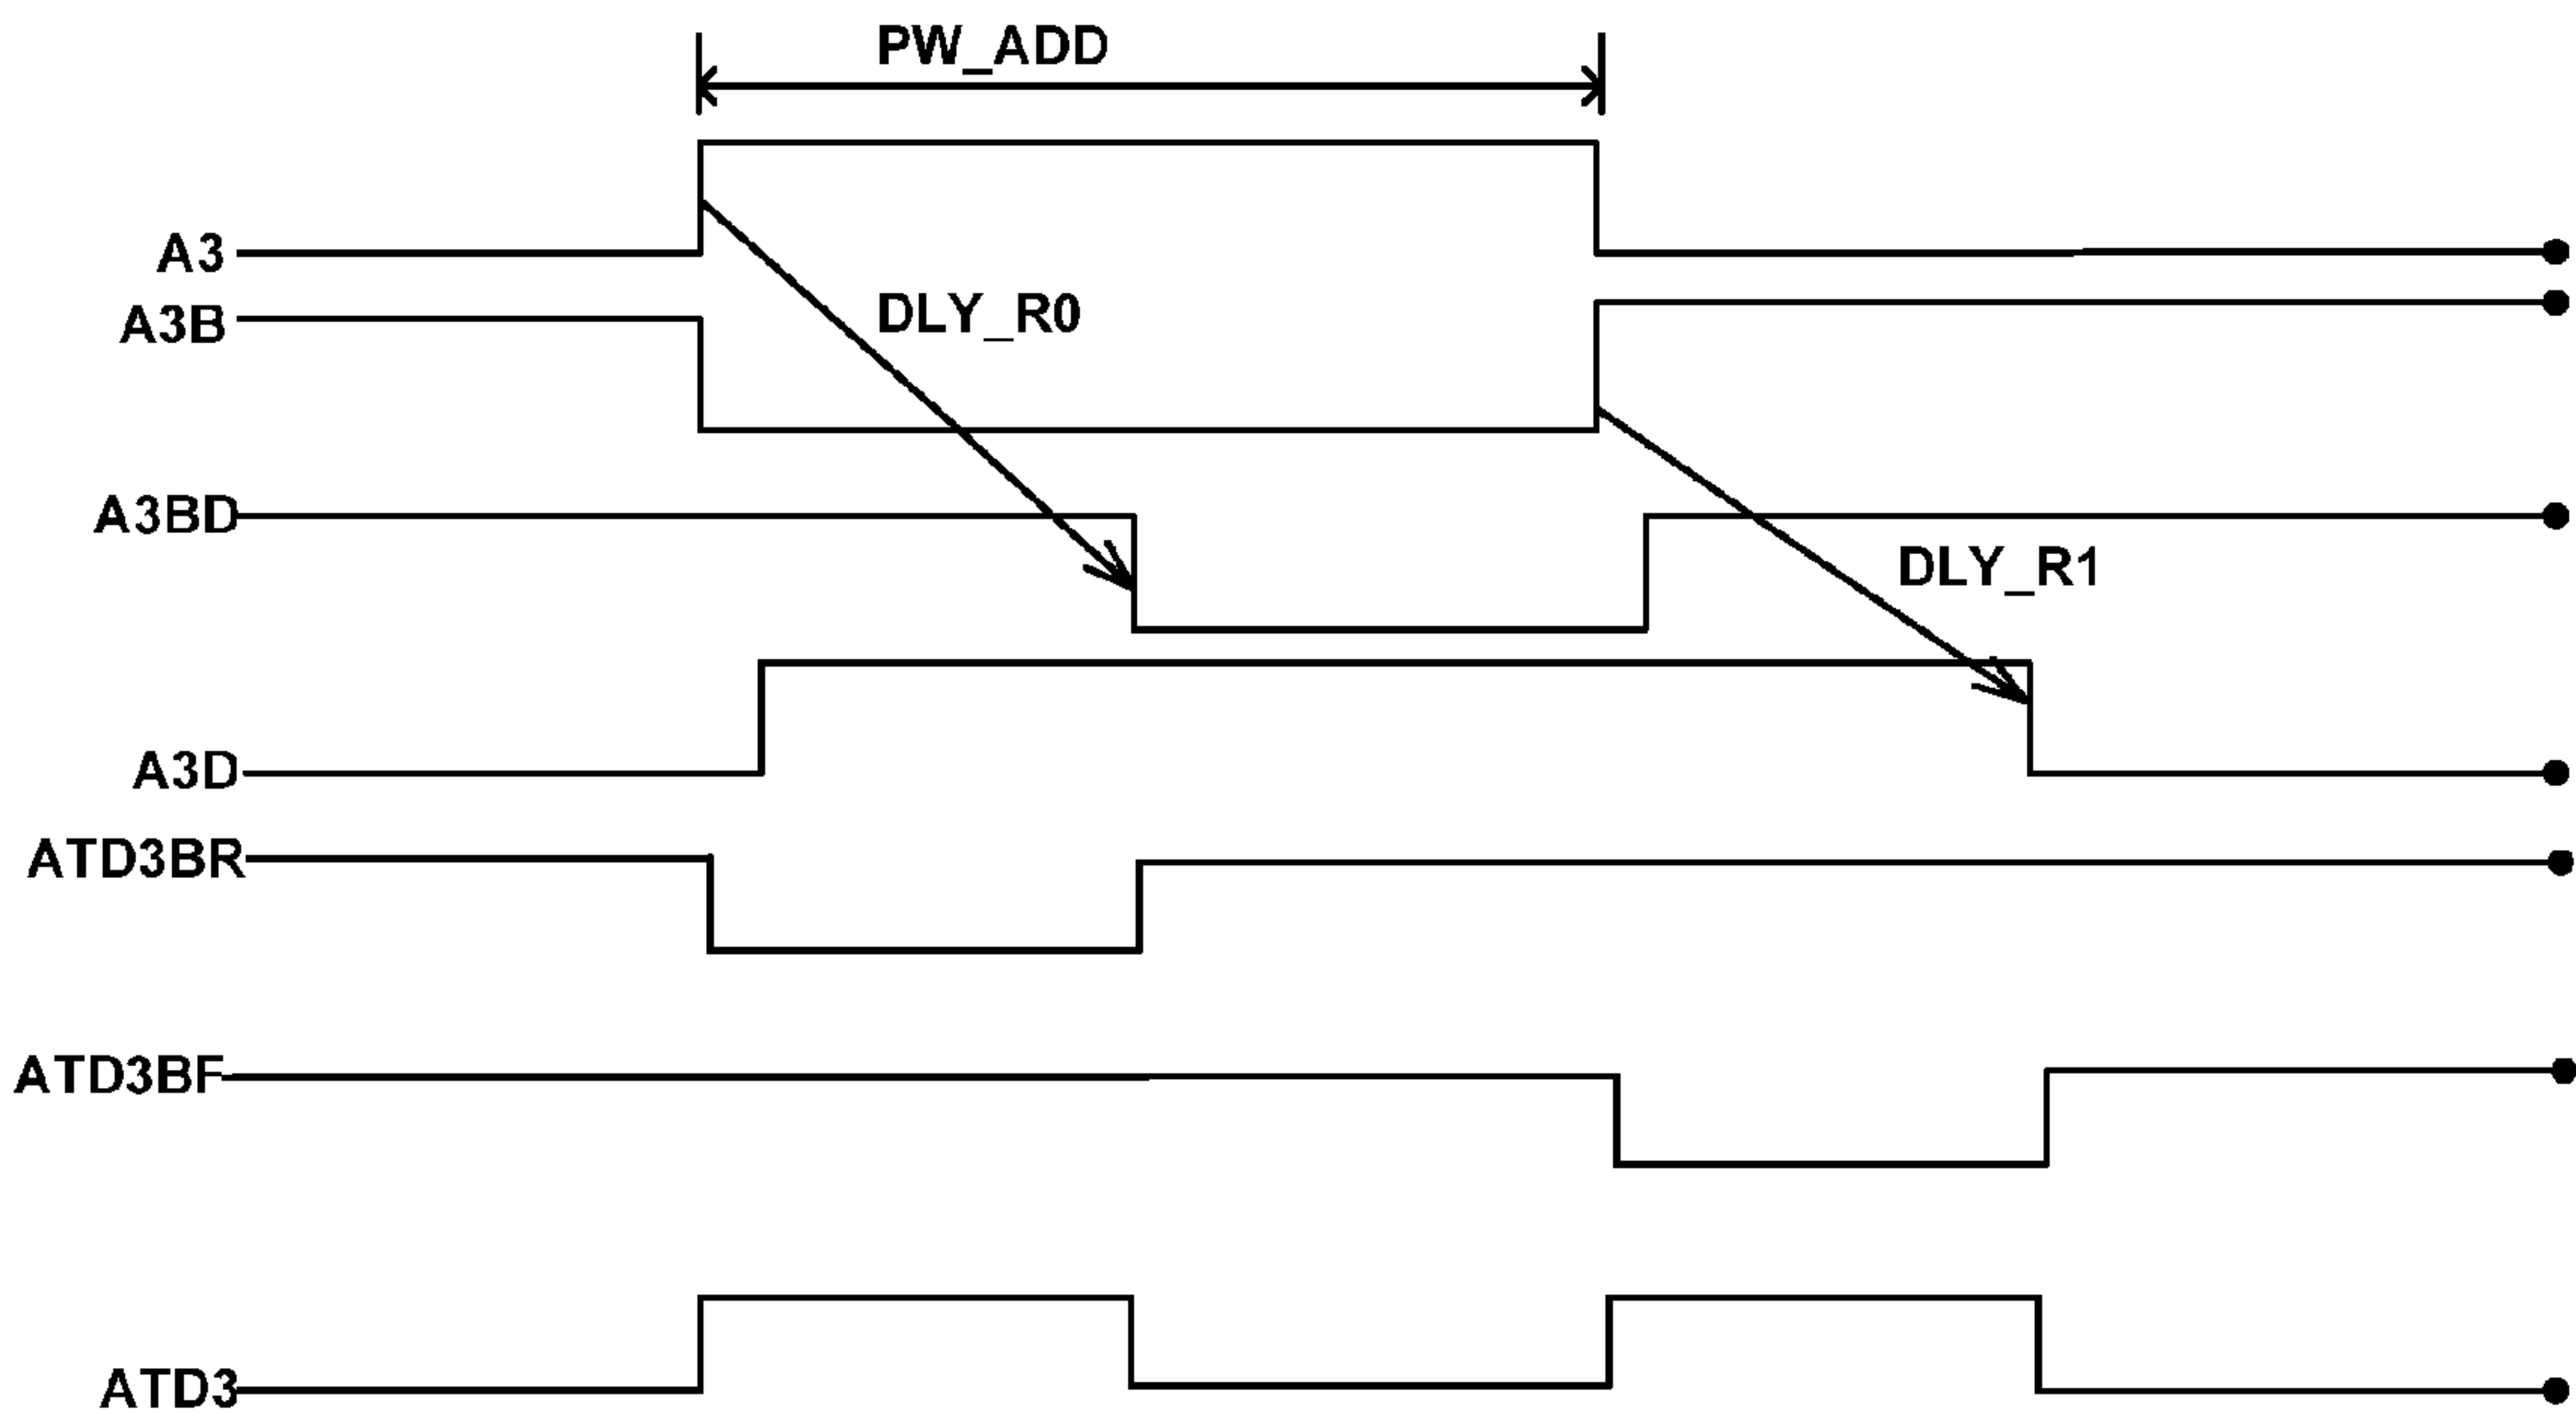 PW_ADD
A3
DLY_R0
A3B
A3BD
DLY_R1
A3D
ATD3BR
ATD3BF
ATD3